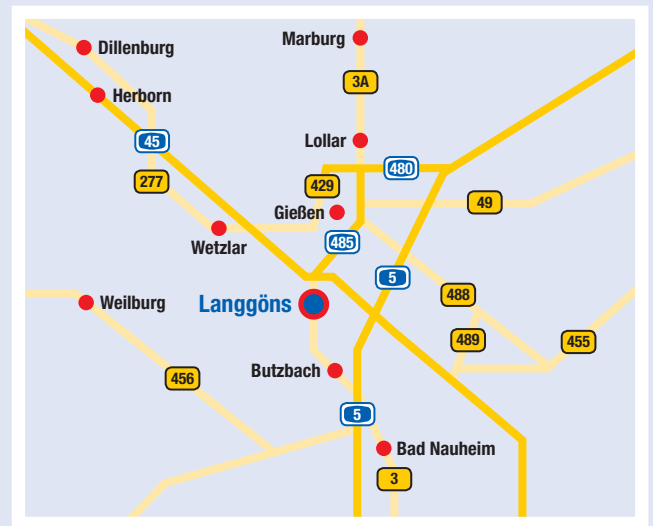 Marburg
Dillenburg
3A
Herborn
Lollar
45
480
277
429
49
Gießen
Wetzlar
485
5
488
Weilburg
Langgöns
489
455
Butzbach
456
5
Bad Nauheim
3